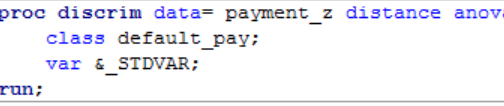 proc discrim data= payment_z distance anova
class default_pay;
var &_STDVAR;
run;